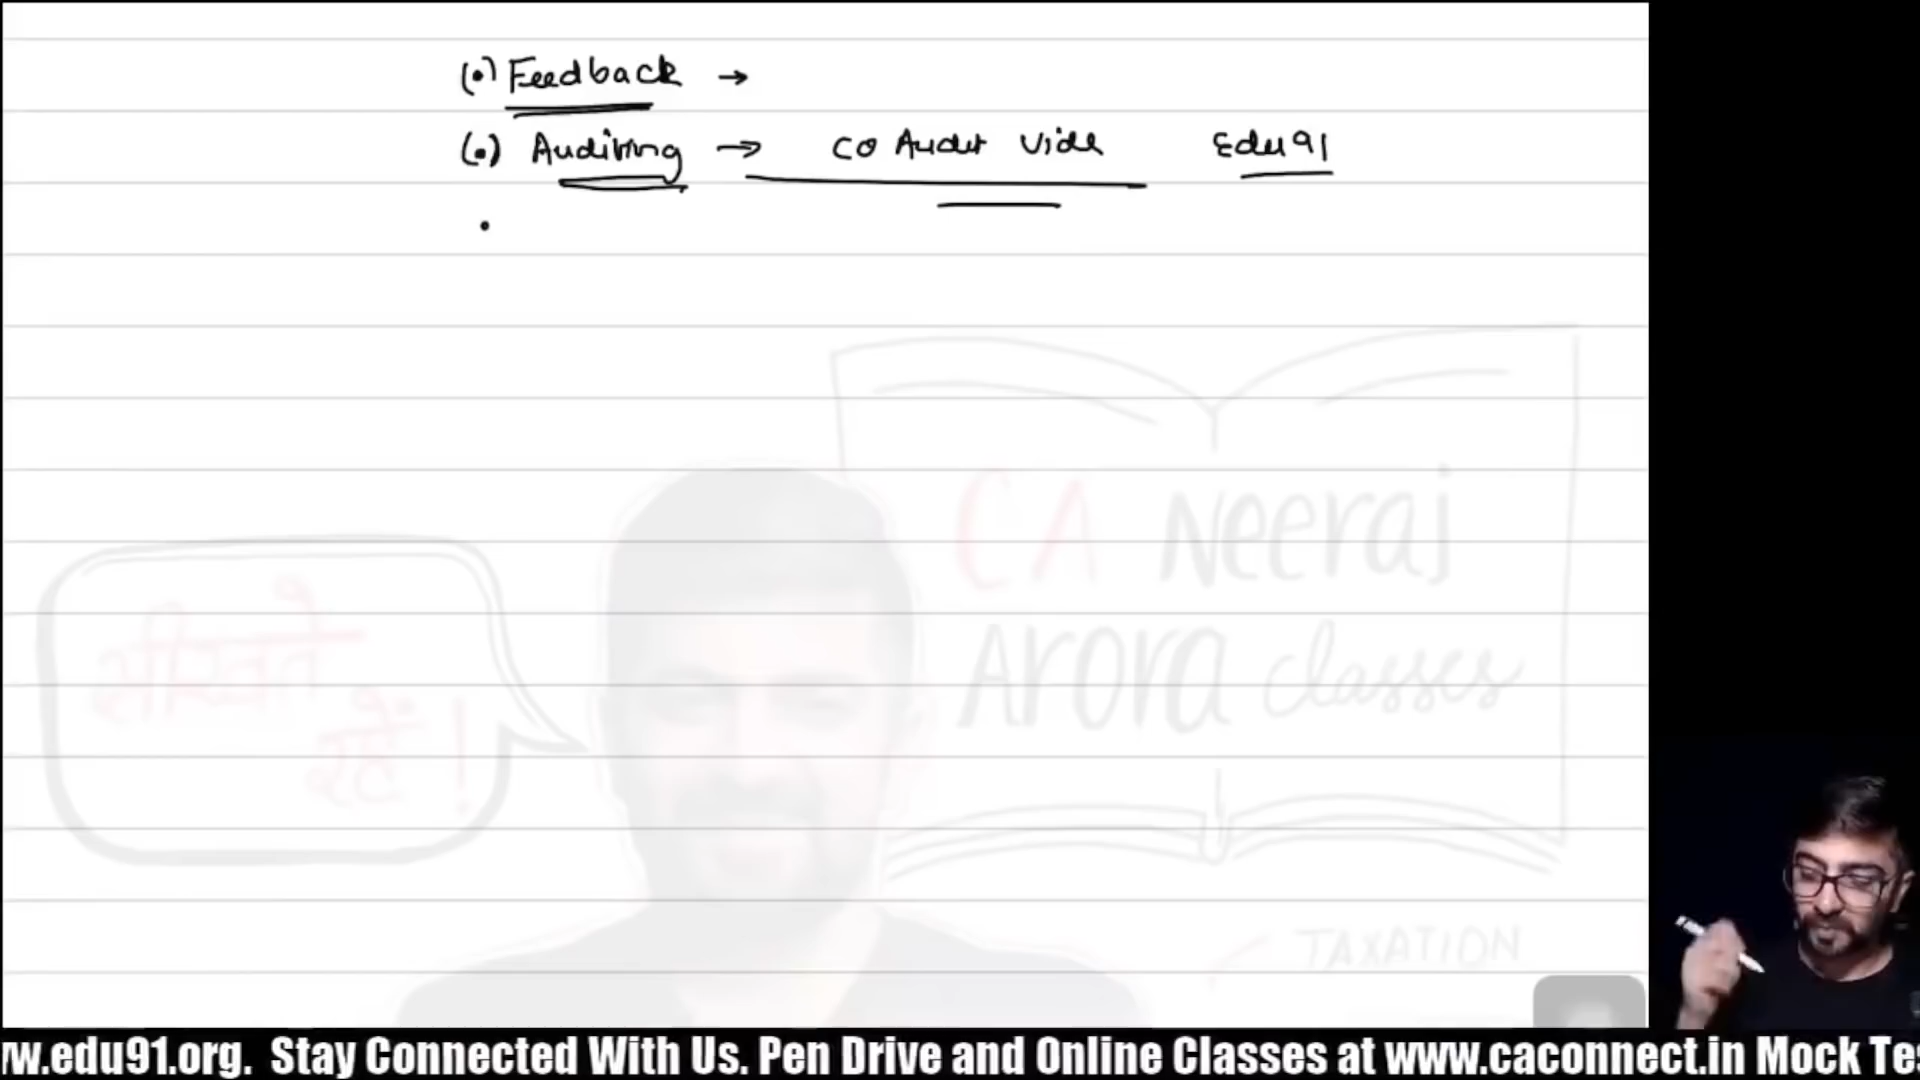 (•) Feedback →
(•) Auditing → CO Audit Vide Edu91
•
CA Neeraj
Arora classes
TAXATION
rw.edu91.org. Stay Connected With Us. Pen Drive and Online Classes at www.caconnect.in Mock Te